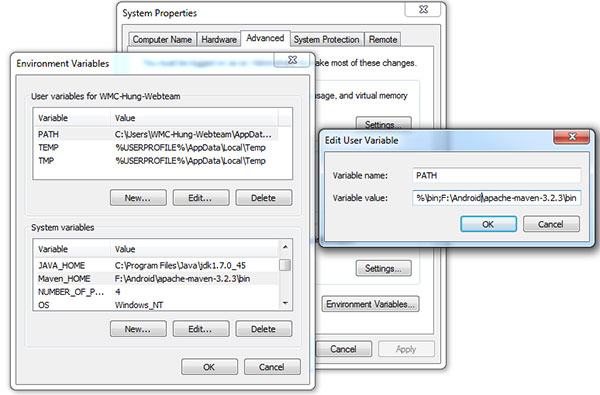 System Properties
Computer Name Hardware Advanced System Protection Remote
make most of these changes.
usage, and virtual memory
Settings...
Settings...
Environment Variables...
Cancel Apply
Environment Variables
User variables for WMC-Hung-Webteam
Variable Value
PATH C:\Users\WMC-Hung-Webteam\AppDat...
TEMP %USERPROFILE%\AppData\Local\Temp
TMP %USERPROFILE%\AppData\Local\Temp
New... Edit... Delete
System variables
Variable Value
JAVA_HOME C:\Program Files\Java\jdk1.7.0_45
Maven_HOME F:\Android\apache-maven-3.2.3\bin
NUMBER_OF_P... 4
OS Windows_NT
New... Edit... Delete
OK Cancel
Edit User Variable
Variable name: PATH
Variable value: %\bin;F:\Android\apache-maven-3.2.3\bin
OK Cancel